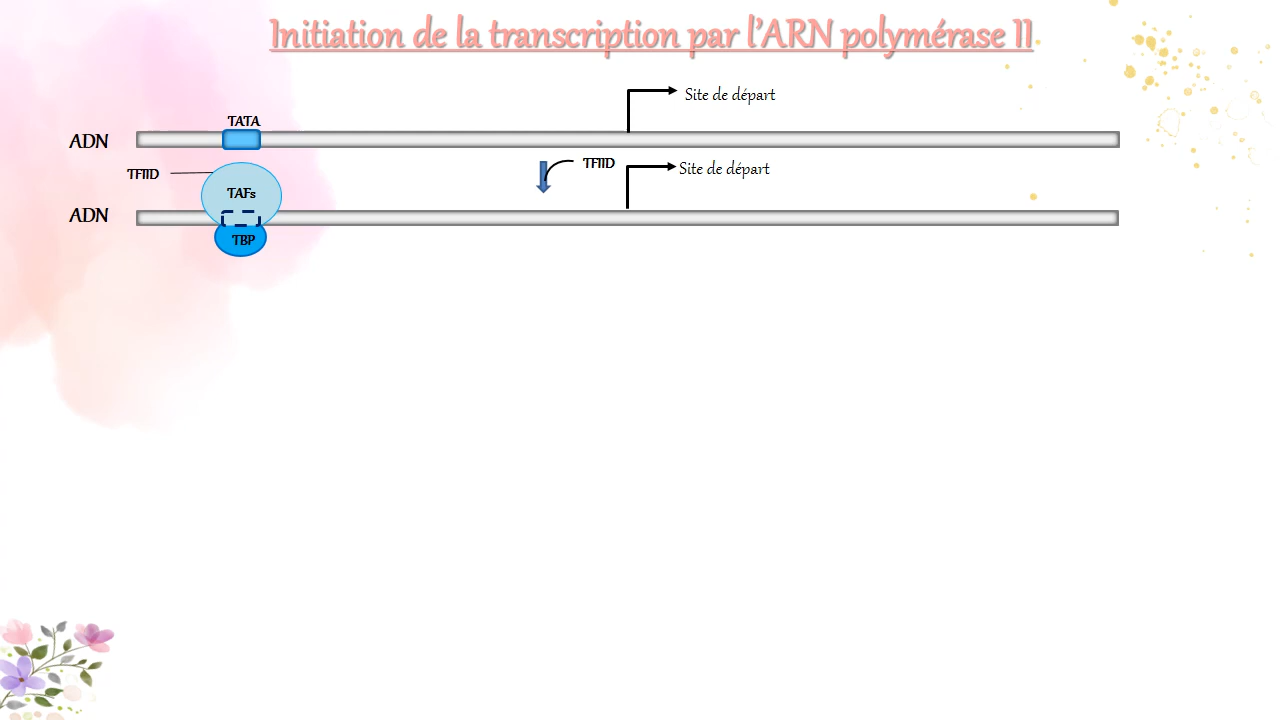 Initiation de la transcription par l’ARN polymérase II
Site de départ
TATA
ADN
TFIID
Site de départ
TFIID
TAFs
ADN
TBP